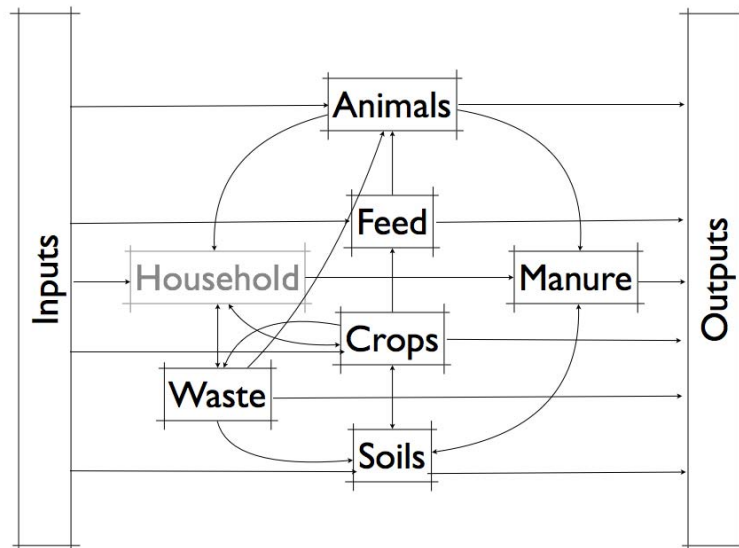 Inputs
Animals
Feed
Household
Manure
Crops
Waste
Soils
Outputs